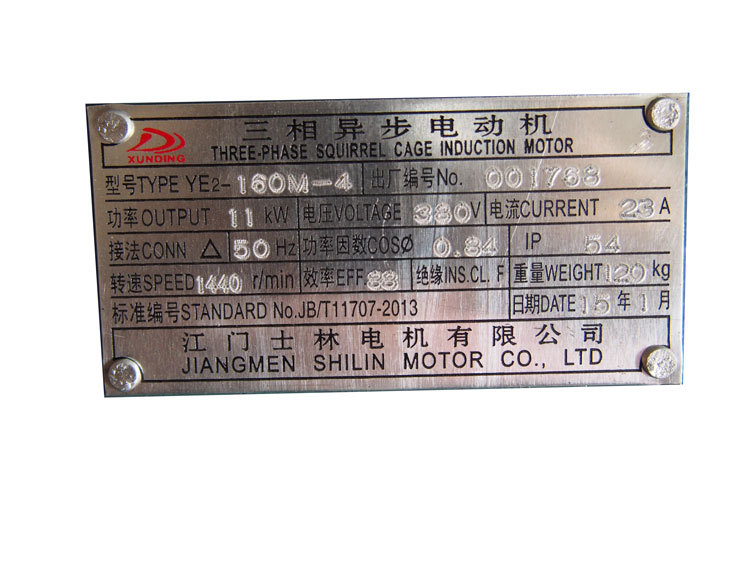 三相异步电动机
XUNDING
THREE-PHASE SQUIRREL CAGE INDUCTION MOTOR
型号TYPE YE2-160M-4 出厂编号No. 001768
功率OUTPUT 11 kW 电压VOLTAGE 380V 电流CURRENT 23 A
接法CONN △ 50 Hz 功率因数COSØ 0.84 IP 54
转速SPEED 1440 r/min 效率EFF 88 绝缘INS.CL. F 重量WEIGHT 120 kg
标准编号STANDARD No.JB/T11707-2013 日期DATE 15 年 1 月
江门士林电机有限公司
JIANGMEN SHILIN MOTOR CO., LTD